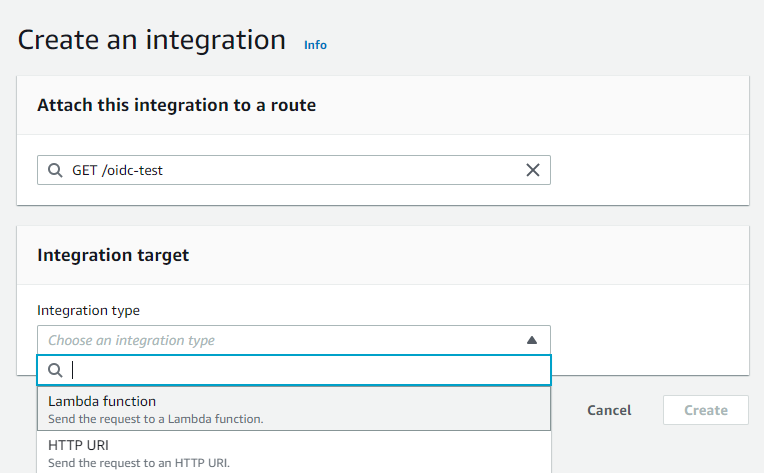 Create an integration Info
Attach this integration to a route
GET /oidc-test
Integration target
Integration type
Choose an integration type
Lambda function
Send the request to a Lambda function.
Cancel
Create
HTTP URI
Send the request to an HTTP URI.